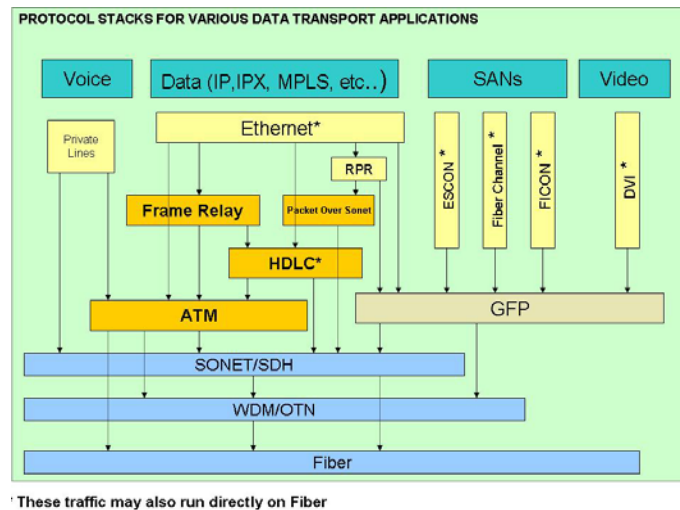 PROTOCOL STACKS FOR VARIOUS DATA TRANSPORT APPLICATIONS
Voice
Data (IP,IPX, MPLS, etc..)
SANs
Video
Private
Lines
Ethernet*
RPR
ESCON *
Fiber Channel *
FICON *
DVI *
Frame Relay
Packet Over Sonet
HDLC*
ATM
GFP
SONET/SDH
WDM/OTN
Fiber
* These traffic may also run directly on Fiber